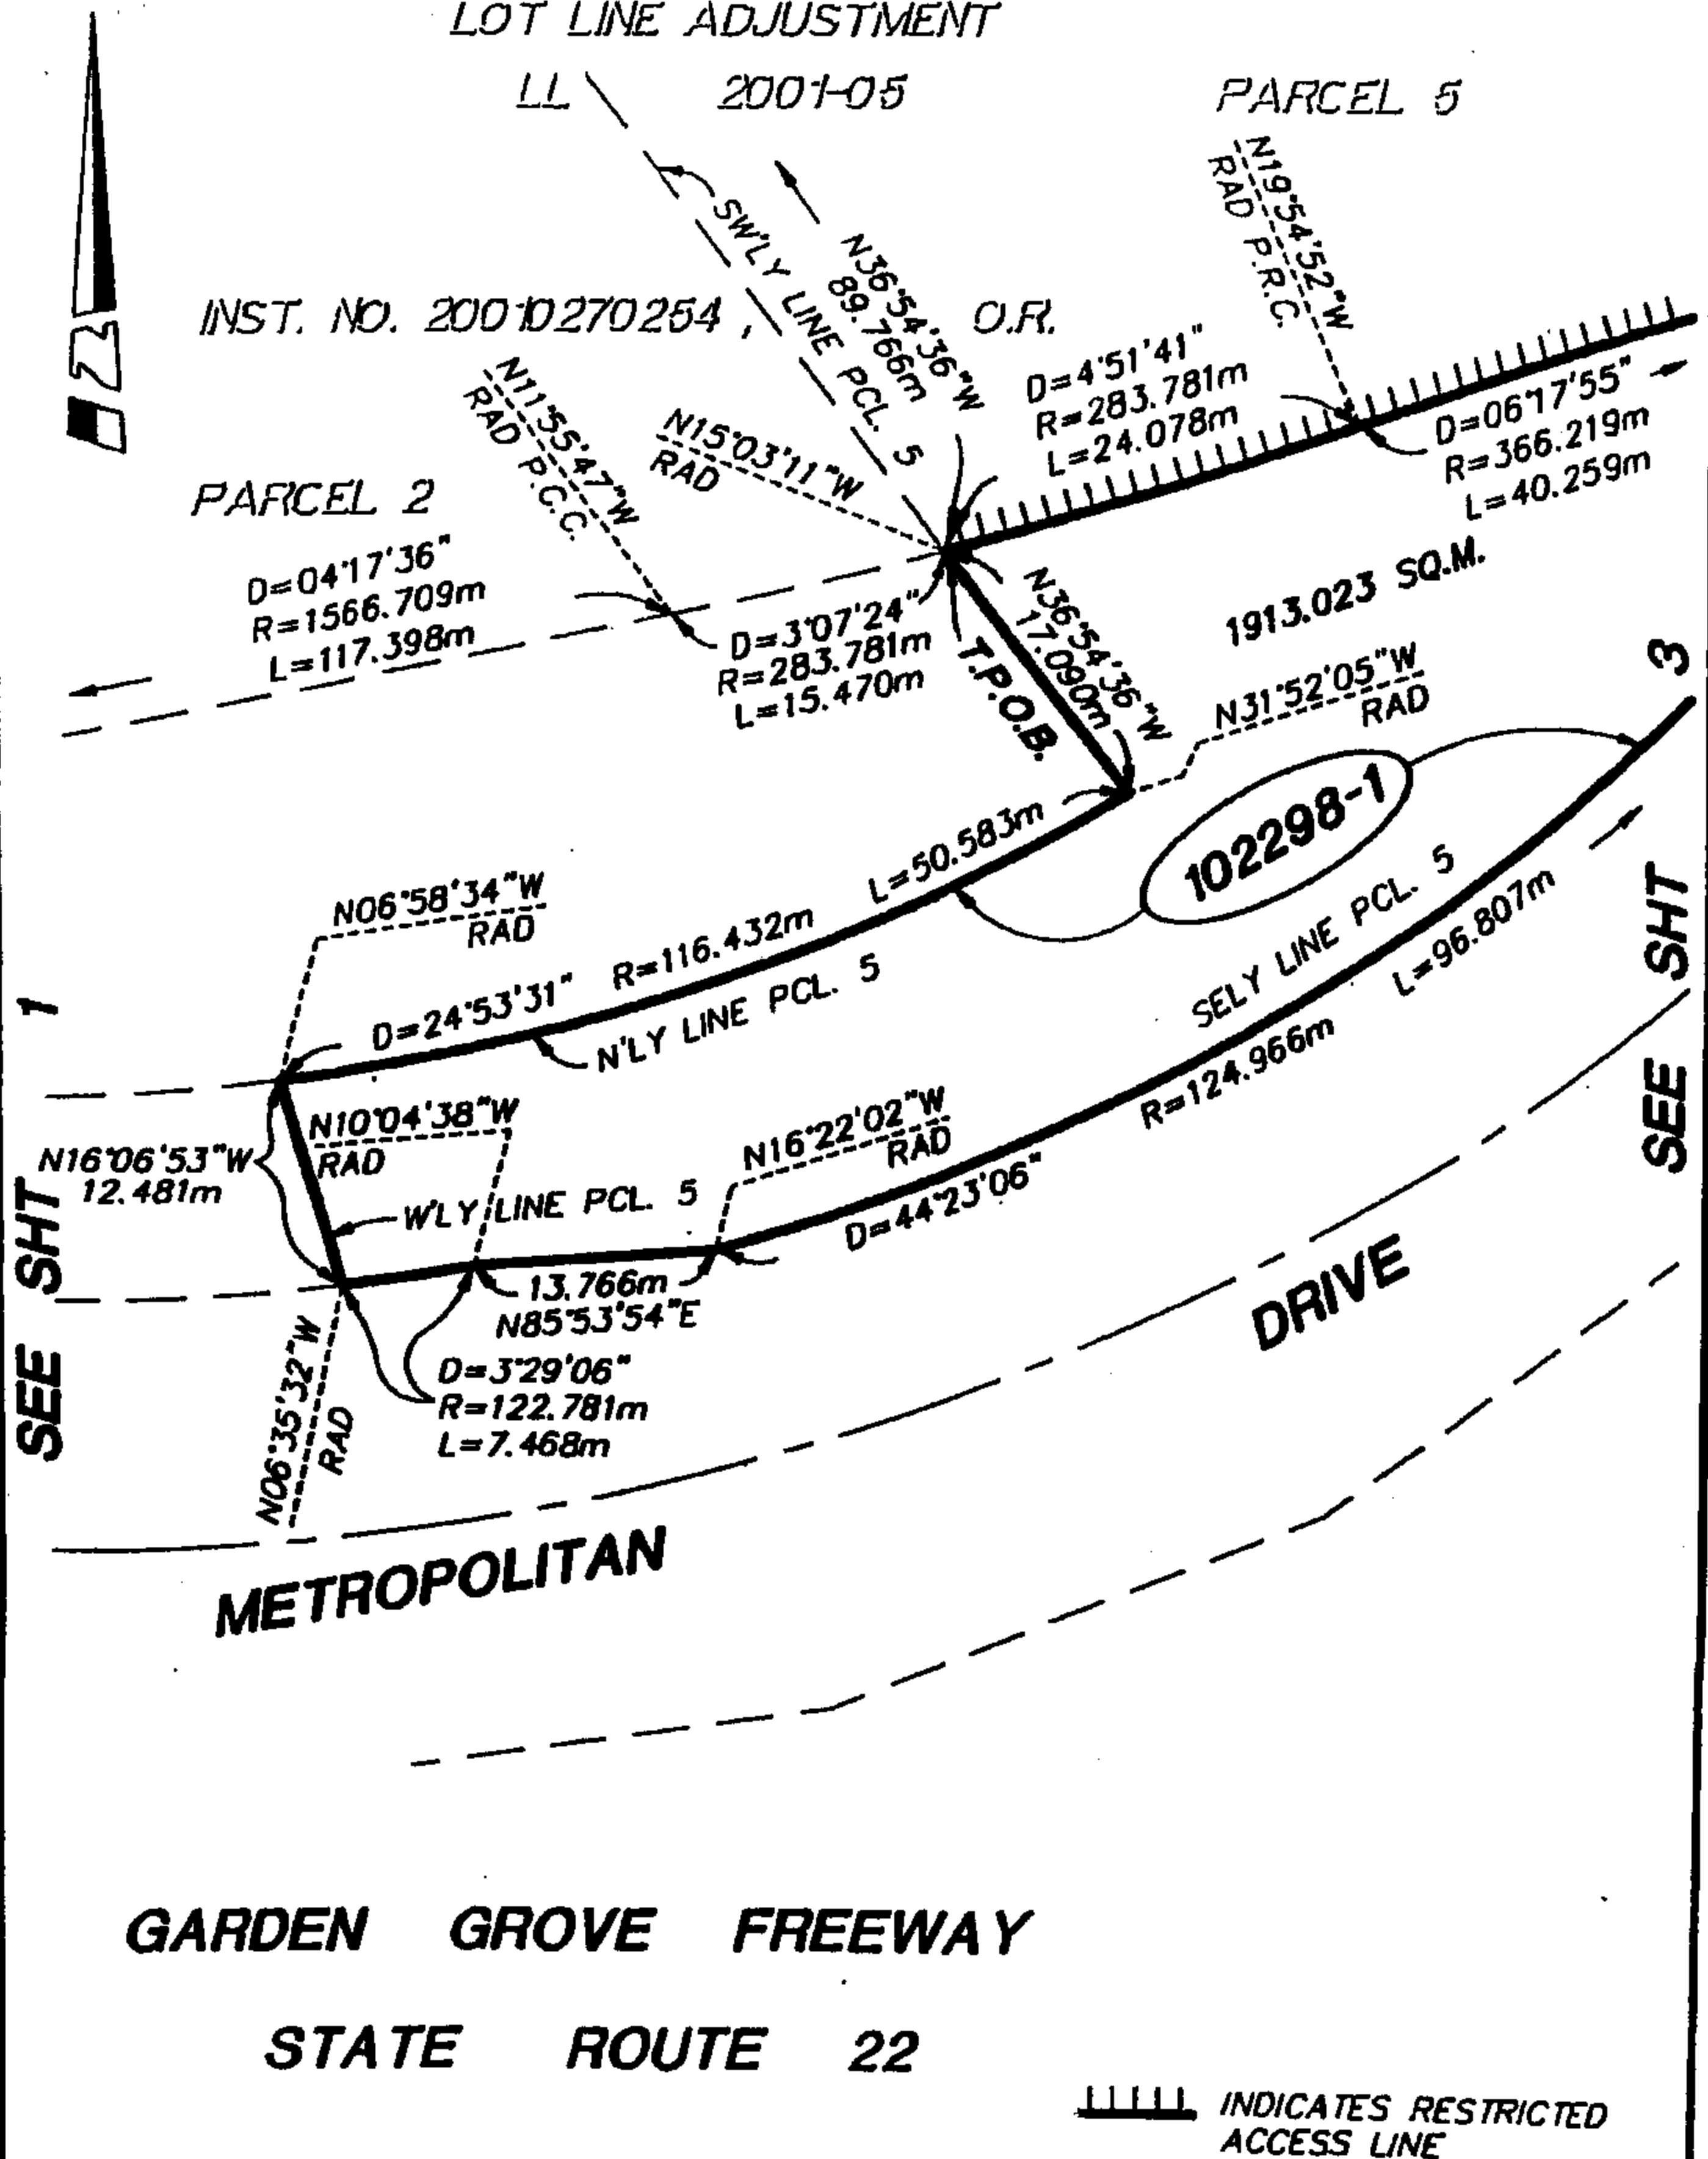 LOT LINE ADJUSTMENT
LL 2001-05
PARCEL 5
N19°54'52"W
RAD P.R.C.
SW'LY LINE PCL. 5
N36°54'36"W
89.766m
INST. NO. 20010270254 , O.R.
D=4°51'41"
R=283.781m
L=24.078m
D=06°17'55"
R=366.219m
L=40.259m
N11°55'47"W
RAD P.C.C.
N15°03'11"W
RAD
PARCEL 2
D=04°17'36"
R=1566.709m
L=117.398m
D=3°07'24"
R=283.781m
L=15.470m
T.P.O.B.
N36°54'36"W
17.090m
1913.023 SQ.M.
N31°52'05"W
RAD
102298-1
SEE SHT 3
L=50.583m
R=116.432m
D=24°53'31"
N'LY LINE PCL. 5
N06°58'34"W
RAD
SELY LINE PCL. 5
L=96.807m
R=124.966m
D=44°23'06"
SEE SHT 1
N10°04'38"W
RAD
N16°06'53"W
12.481m
W'LY LINE PCL. 5
N16°22'02"W
RAD
13.766m
N85°53'54"E
D=3°29'06"
R=122.781m
L=7.468m
N06°35'32"W
RAD
METROPOLITAN DRIVE
GARDEN GROVE FREEWAY
STATE ROUTE 22
INDICATES RESTRICTED
ACCESS LINE